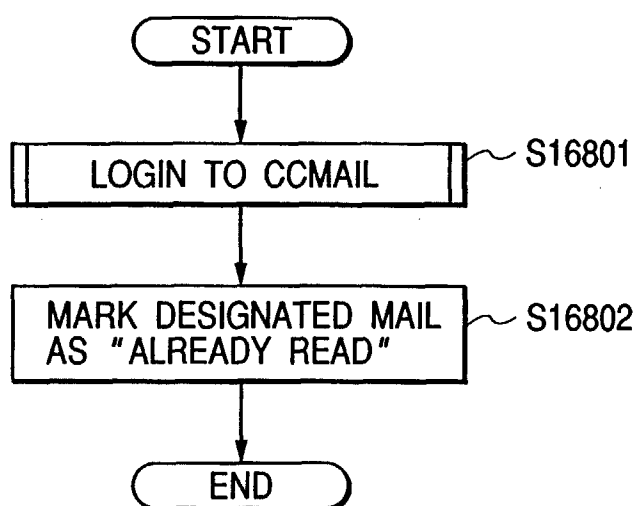 START
LOGIN TO CCMAIL
S16801
MARK DESIGNATED MAIL
AS "ALREADY READ"
S16802
END